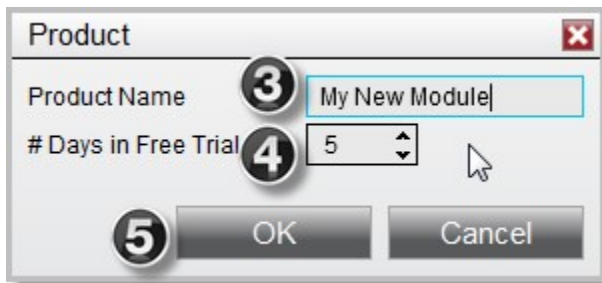 Product
Product Name 3 My New Module
# Days in Free Trial 4 5
5 OK Cancel